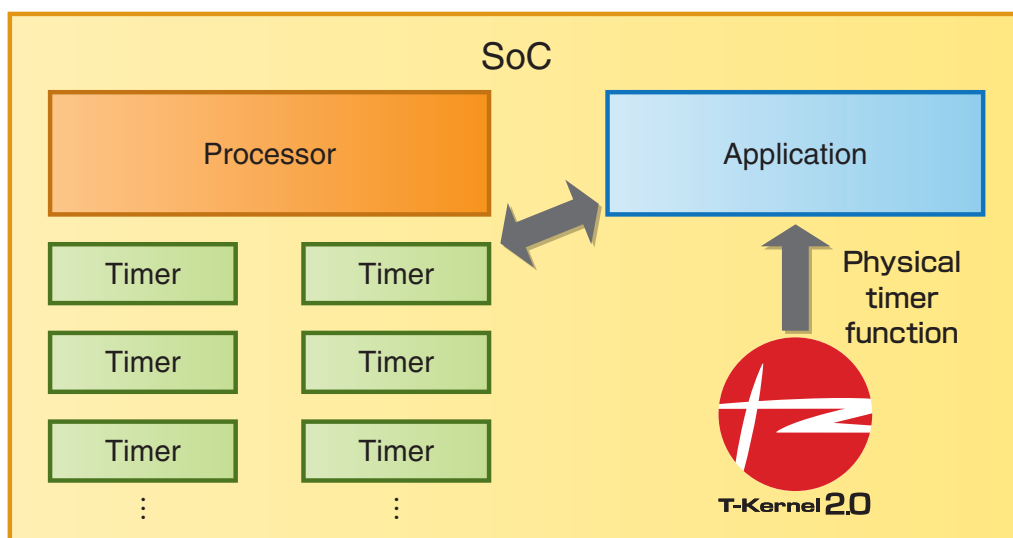 SoC
Processor
Application
Timer
Timer
Physical
timer
function
Timer
Timer
Timer
Timer
⋮
⋮
T-Kernel 2.0